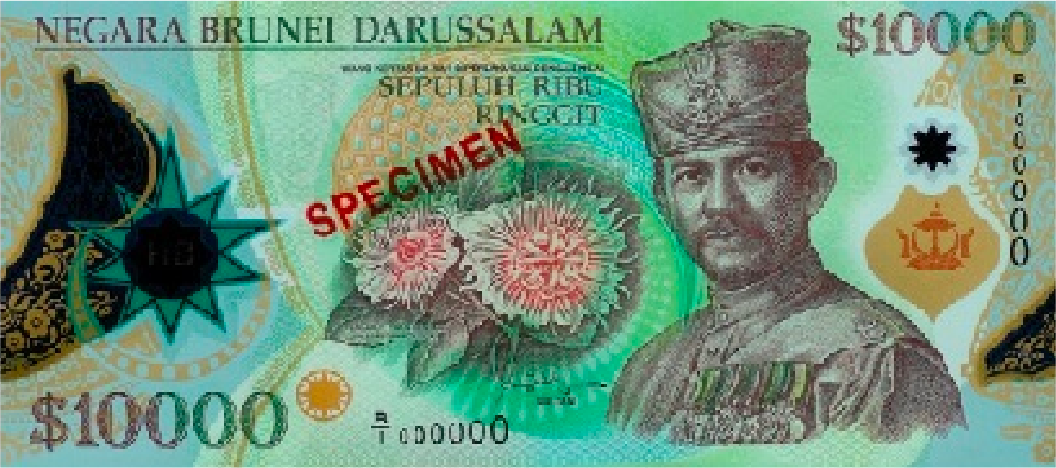 NEGARA BRUNEI DARUSSALAM
$10000
SEPULUH RIBU
RINGGIT
SPECIMEN
B/1 000000
$10000
B/1 000000